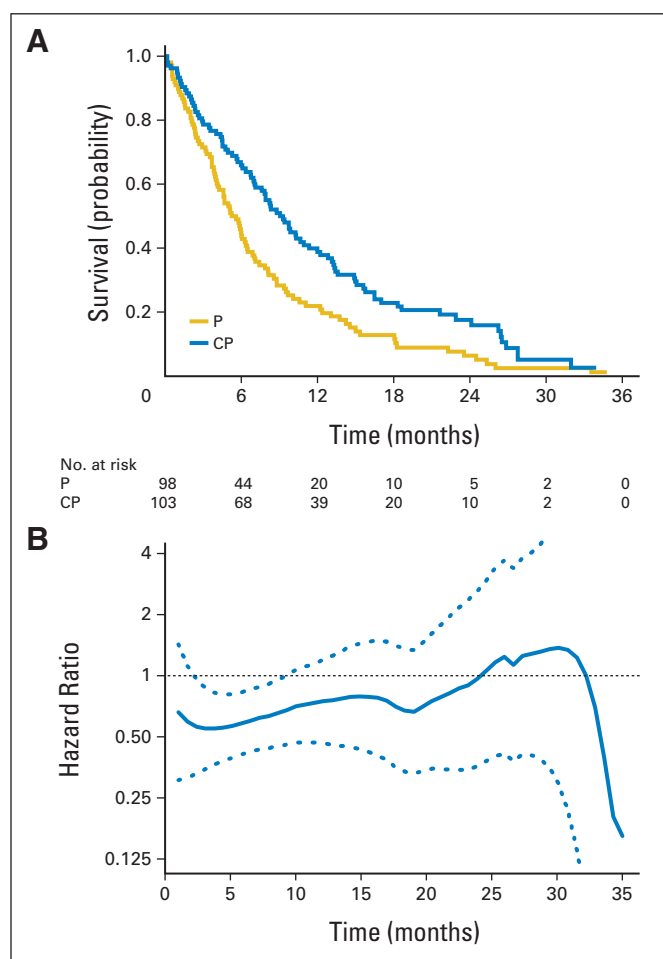 A
Survival (probability)
1.0
0.8
0.6
0.4
0.2
P
CP
0 6 12 18 24 30 36
Time (months)
No. at risk
P 98 44 20 10 5 2 0
CP 103 68 39 20 10 2 0
B
Hazard Ratio
4
2
1
0.50
0.25
0.125
0 5 10 15 20 25 30 35
Time (months)